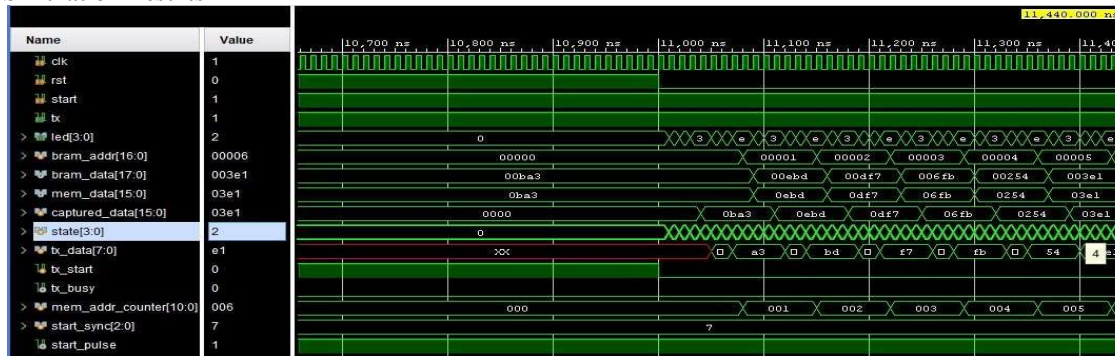 11,440.000 ns
Name Value 10,700 ns 10,800 ns 10,900 ns 11,000 ns 11,100 ns 11,200 ns 11,300 ns 11,40
clk 1
rst 0
start 1
tx 1
led[3:0] 2 0 3 e 3 e 3 e 3 e 3 e 3 e 3 e
bram_addr[16:0] 00006 00000 00001 00002 00003 00004 00005
bram_data[17:0] 003e1 00ba3 00ebd 00df7 006fb 00254 003e1
mem_data[15:0] 03e1 0ba3 0ebd 0df7 06fb 0254 03e1
captured_data[15:0] 03e1 0000 0ba3 0ebd 0df7 06fb 0254 03e1
state[3:0] 2 0
tx_data[7:0] e1 XX a3 bd f7 fb 54 4 e
tx_start 0
tx_busy 0
mem_addr_counter[10:0] 006 000 001 002 003 004 005
start_sync[2:0] 7 7
start_pulse 1